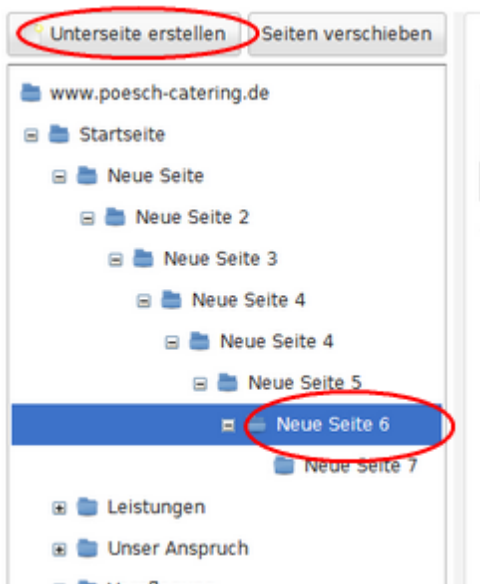 Unterseite erstellen Seiten verschieben
www.poesch-catering.de
Startseite
Neue Seite
Neue Seite 2
Neue Seite 3
Neue Seite 4
Neue Seite 4
Neue Seite 5
Neue Seite 6
Neue Seite 7
Leistungen
Unser Anspruch